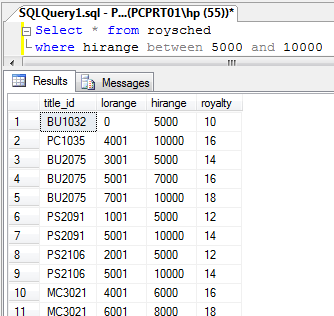 SQLQuery1.sql - P...(PCPRT01\hp (55))*
Select * from roysched
where hirange between 5000 and 10000
Results Messages
title_id lorange hirange royalty
1 BU1032 0 5000 10
2 PC1035 4001 10000 16
3 BU2075 3001 5000 14
4 BU2075 5001 7000 16
5 BU2075 7001 10000 18
6 PS2091 1001 5000 12
7 PS2091 5001 10000 14
8 PS2106 2001 5000 12
9 PS2106 5001 10000 14
10 MC3021 4001 6000 16
11 MC3021 6001 8000 18